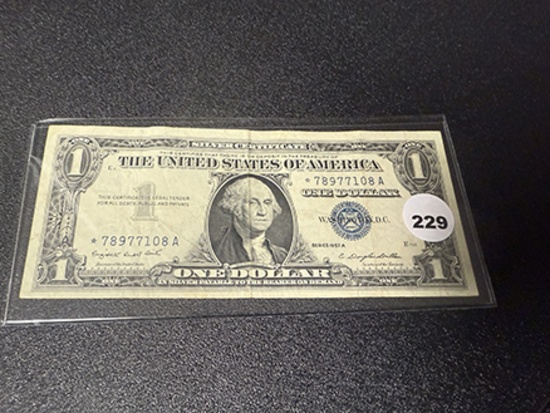 SILVER CERTIFICATE
THIS CERTIFIES THAT THERE IS ON DEPOSIT IN THE TREASURY OF
THE UNITED STATES OF AMERICA
*78977108 A
ONE DOLLAR
THIS CERTIFICATE IS LEGAL TENDER
FOR ALL DEBTS, PUBLIC AND PRIVATE
WASHINGTON, D.C.
229
*78977108 A
SERIES 1957 A
ONE DOLLAR
IN SILVER PAYABLE TO THE BEARER ON DEMAND
1
1
1
1